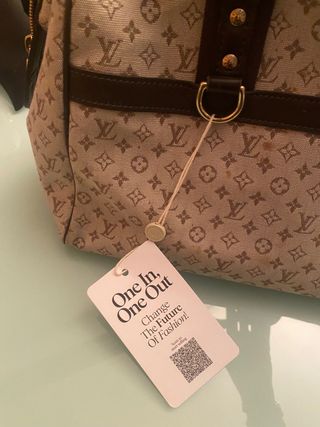 One In,
One Out
Change
The Future
Of Fashion!